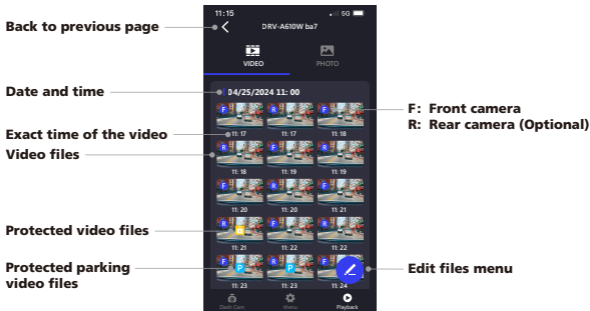 11:15 5G
DRV-A610W ba7
Back to previous page
VIDEO PHOTO
Date and time
04/25/2024 11: 00
F R F
F: Front camera
R: Rear camera (Optional)
Exact time of the video
11: 17 11: 17 11: 18
Video files
R F R
11: 18 11: 19 11: 19
F R F
11: 20 11: 20 11: 21
Protected video files
R F R
11: 21 11: 22 11: 22
Protected parking
video files
F P R P F
Edit files menu
11: 23 11: 23 11: 24
Dash Cam Menu Playback